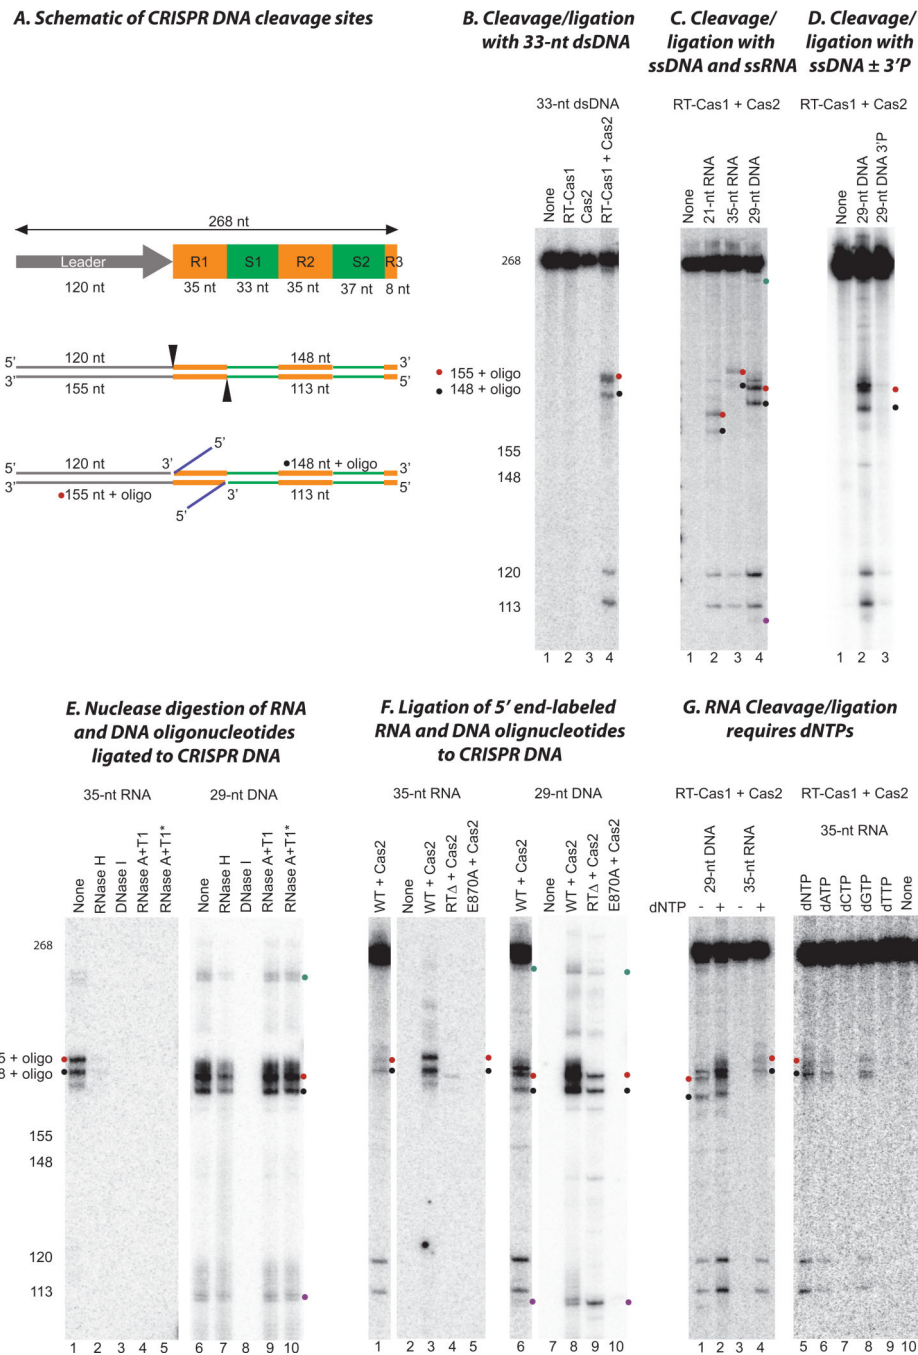 A. Schematic of CRISPR DNA cleavage sites
268 nt
Leader
R1
S1
R2
S2
R3
120 nt
35 nt
33 nt
35 nt
37 nt
8 nt
5'
120 nt
148 nt
3'
3'
155 nt
113 nt
5'
5'
5'
120 nt
3'
148 nt + oligo
3'
3'
155 nt + oligo
3'
113 nt
5'
5'
B. Cleavage/ligation
with 33-nt dsDNA
33-nt dsDNA
None
RT-Cas1
Cas2
RT-Cas1 + Cas2
268
155 + oligo
148 + oligo
155
148
120
113
1 2 3 4
C. Cleavage/
ligation with
ssDNA and ssRNA
RT-Cas1 + Cas2
None
21-nt RNA
35-nt RNA
29-nt DNA
1 2 3 4
D. Cleavage/
ligation with
ssDNA ± 3'P
RT-Cas1 + Cas2
None
29-nt DNA
29-nt DNA 3'P
1 2 3
E. Nuclease digestion of RNA
and DNA oligonucleotides
ligated to CRISPR DNA
35-nt RNA
29-nt DNA
None
RNase H
DNase I
RNase A+T1
RNase A+T1*
None
RNase H
DNase I
RNase A+T1
RNase A+T1*
268
5 + oligo
8 + oligo
155
148
120
113
1 2 3 4 5 6 7 8 9 10
F. Ligation of 5' end-labeled
RNA and DNA olignucleotides
to CRISPR DNA
35-nt RNA
29-nt DNA
WT + Cas2
None
WT + Cas2
RTΔ + Cas2
E870A + Cas2
WT + Cas2
None
WT + Cas2
RTΔ + Cas2
E870A + Cas2
1 2 3 4 5 6 7 8 9 10
G. RNA Cleavage/ligation
requires dNTPs
RT-Cas1 + Cas2
RT-Cas1 + Cas2
35-nt RNA
29-nt DNA
35-nt RNA
dNTP - + - +
dNTP
dATP
dCTP
dGTP
dTTP
None
1 2 3 4 5 6 7 8 9 10